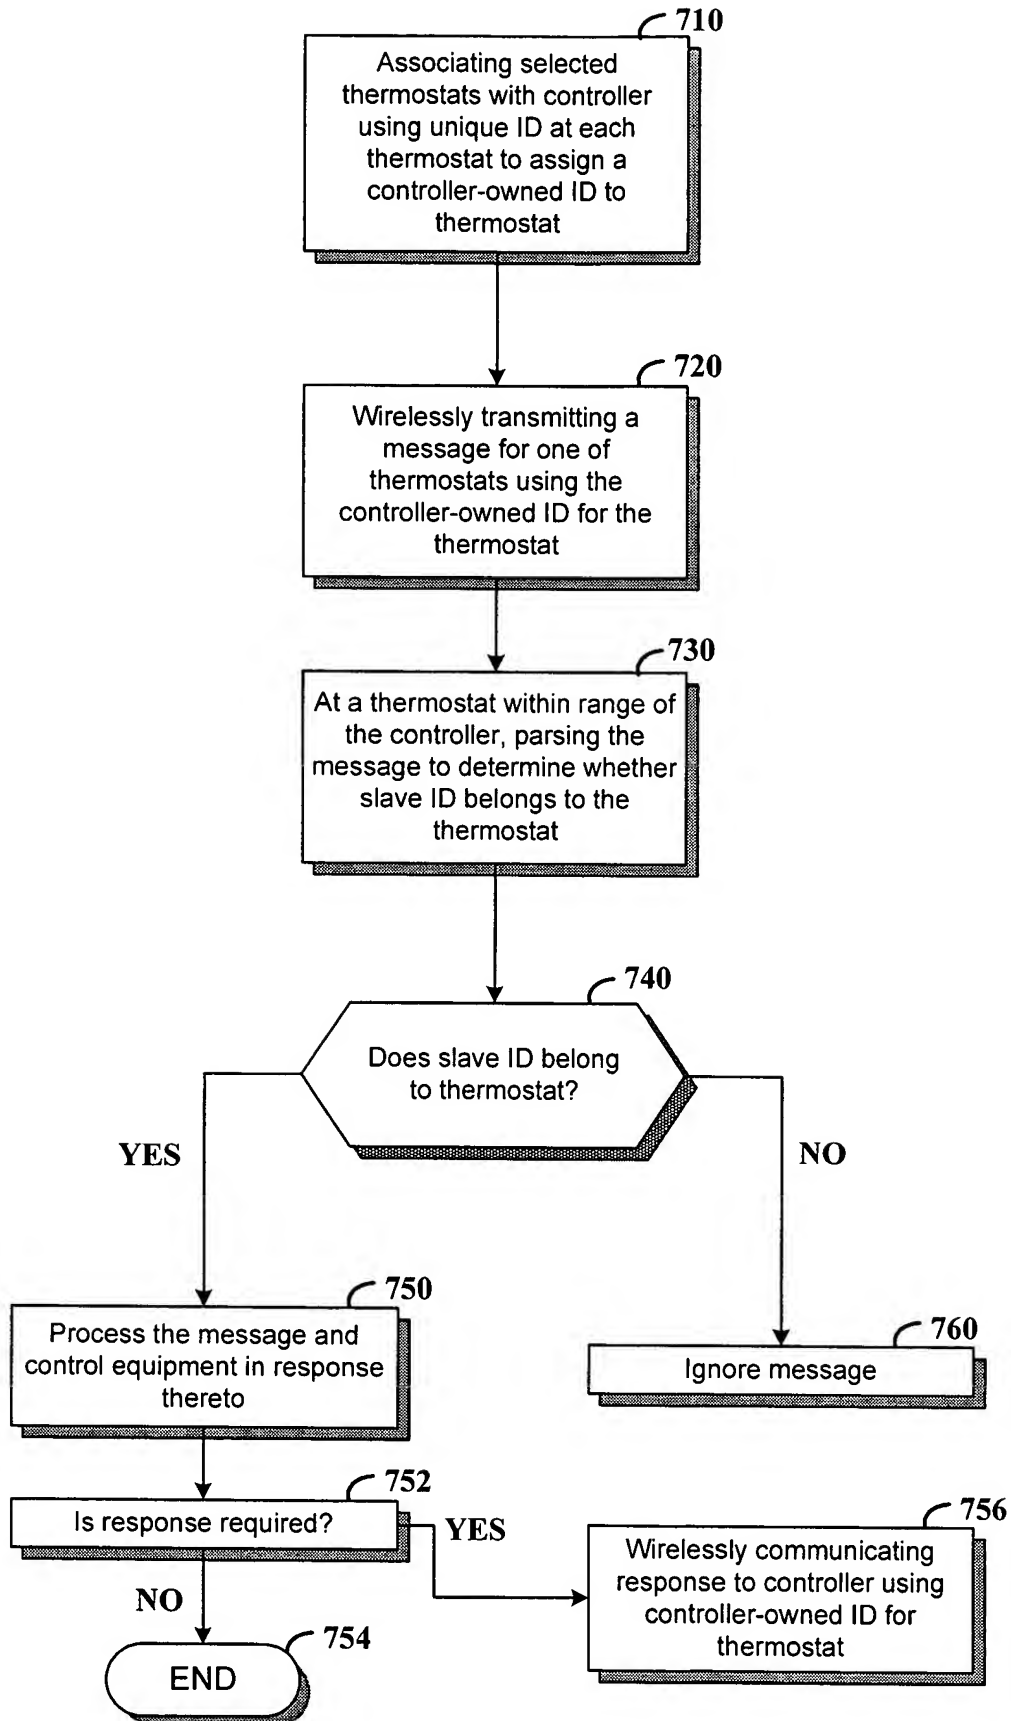 710
Associating selected
thermostats with controller
using unique ID at each
thermostat to assign a
controller-owned ID to
thermostat
720
Wirelessly transmitting a
message for one of
thermostats using the
controller-owned ID for the
thermostat
730
At a thermostat within range of
the controller, parsing the
message to determine whether
slave ID belongs to the
thermostat
740
Does slave ID belong
to thermostat?
YES
NO
750
Process the message and
control equipment in response
thereto
760
Ignore message
752
Is response required?
YES
NO
756
Wirelessly communicating
response to controller using
controller-owned ID for
thermostat
754
END